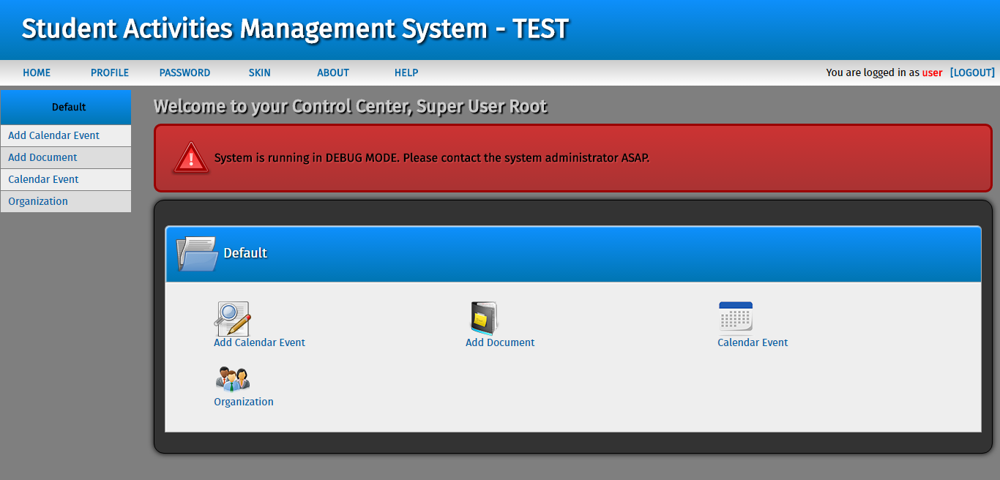 Student Activities Management System - TEST
HOME PROFILE PASSWORD SKIN ABOUT HELP You are logged in as user [LOGOUT]
Default
Add Calendar Event
Add Document
Calendar Event
Organization
Welcome to your Control Center, Super User Root
System is running in DEBUG MODE. Please contact the system administrator ASAP.
Default
Add Calendar Event Add Document Calendar Event
Organization